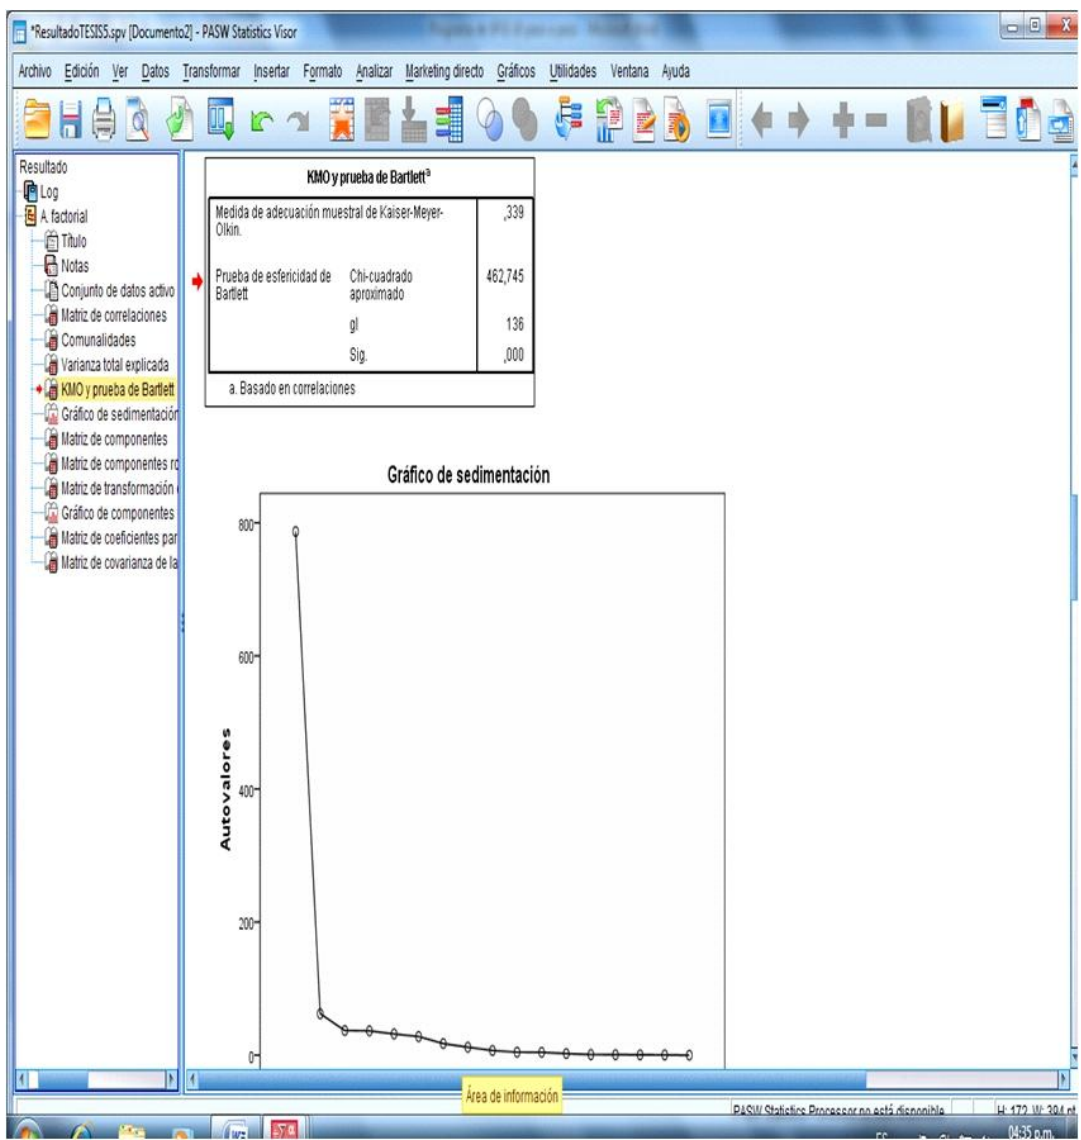 *ResultadoTESIS5.spv [Documento2] - PASW Statistics Visor
Archivo Edición Ver Datos Transformar Insertar Formato Analizar Marketing directo Gráficos Utilidades Ventana Ayuda
Resultado
Log
A. factorial
Título
Notas
Conjunto de datos activo
Matriz de correlaciones
Comunalidades
Varianza total explicada
KMO y prueba de Bartlett
Gráfico de sedimentación
Matriz de componentes
Matriz de componentes ro
Matriz de transformación
Gráfico de componentes
Matriz de coeficientes par
Matriz de covarianza de la
KMO y prueba de Bartlettᵃ
Medida de adecuación muestral de Kaiser-Meyer- ,339
Olkin.
Prueba de esfericidad de Chi-cuadrado 462,745
Bartlett aproximado
gl 136
Sig. ,000
a. Basado en correlaciones
Gráfico de sedimentación
Autovalores
800
600
400
200
0
Área de información
PASW Statistics Processor no está disponible H: 172, W: 394 pt
ES 04:35 p.m.